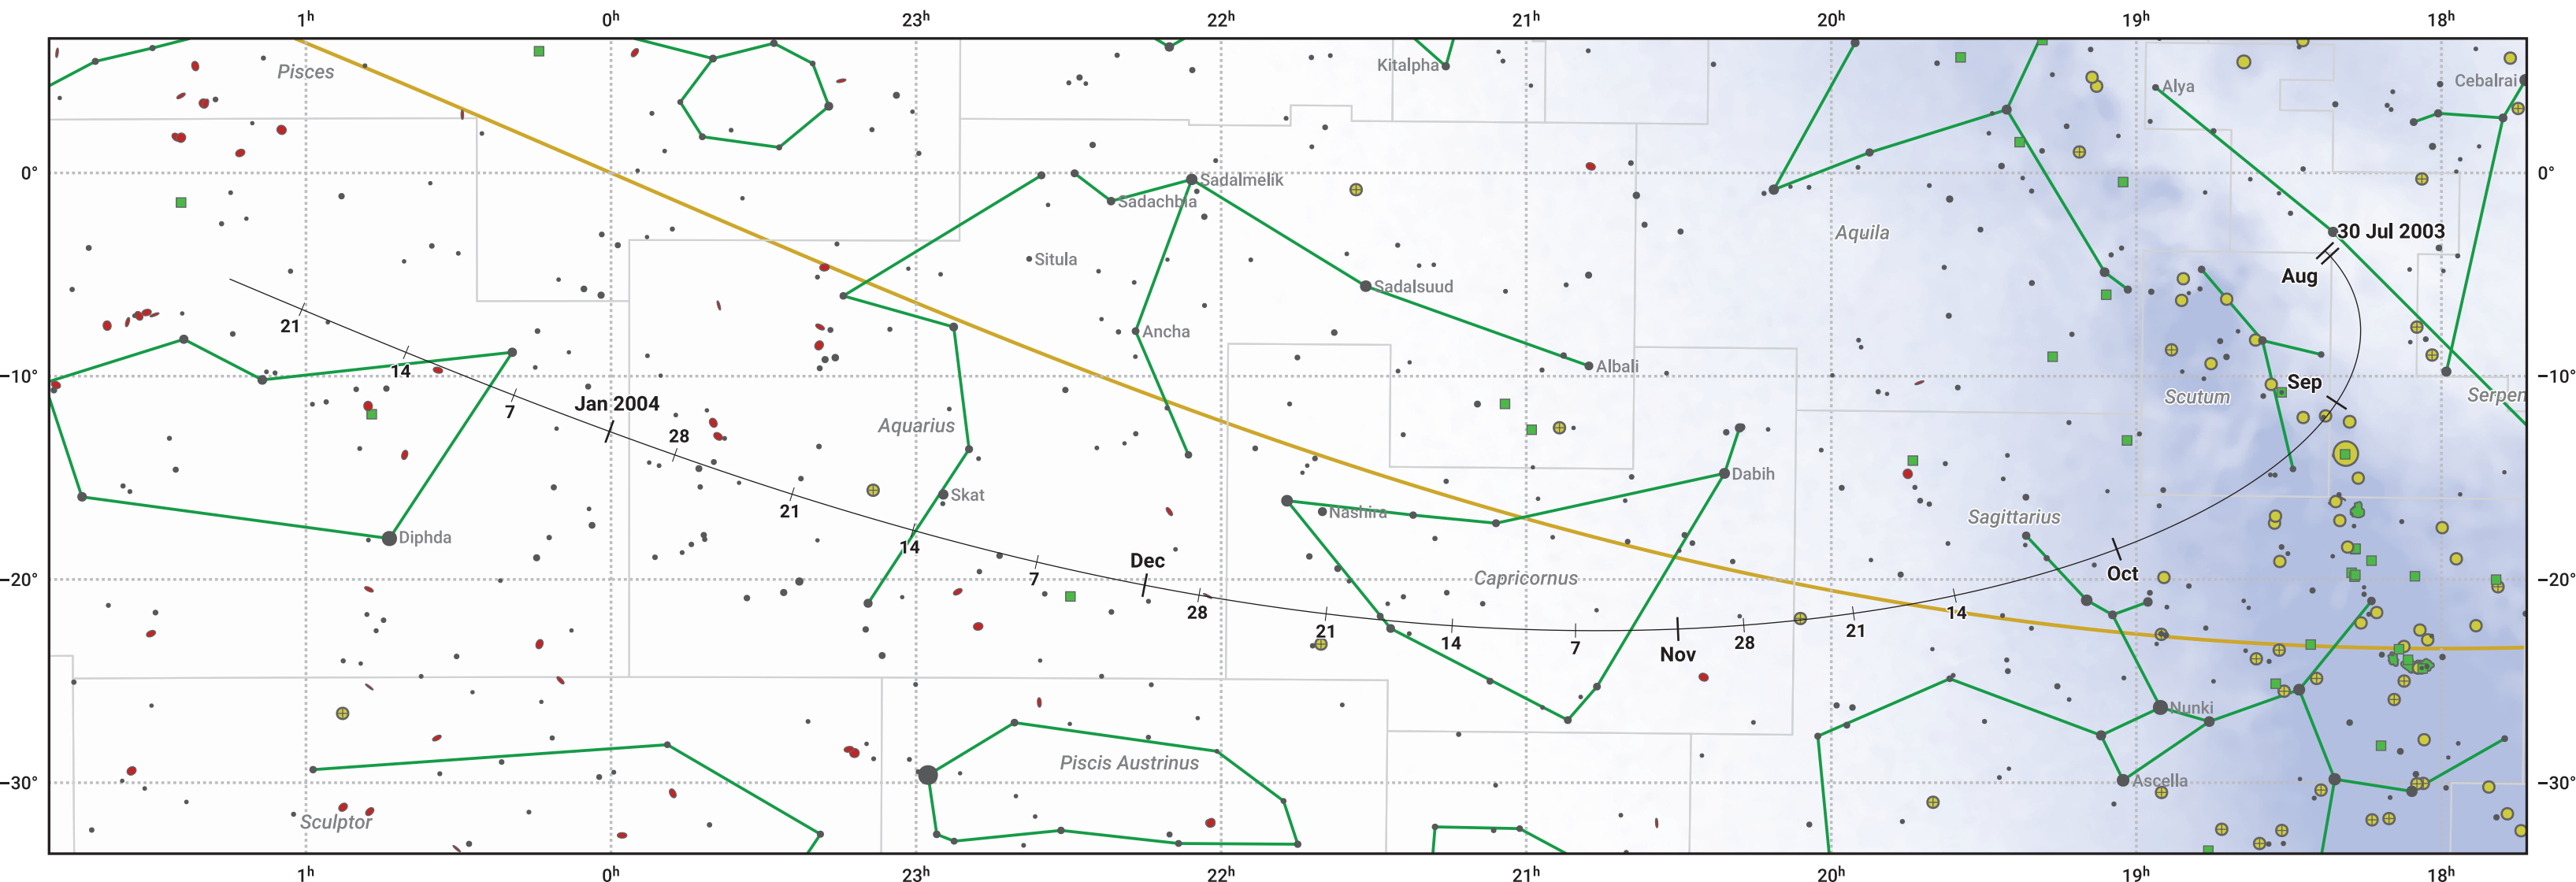 1ʰ 0ʰ 23ʰ 22ʰ 21ʰ 20ʰ 19ʰ 18ʰ
Pisces
Kitalpha
Alya
Cebalrai
0° 0°
Sadalmelik
Sadachbia
Aquila
30 Jul 2003
Situla
Aug
Sadalsuud
21
Ancha
14
Albali
−10° −10°
Sep
Scutum
Serpen
7
Jan 2004
28
Aquarius
Dabih
Skat
21
Nashira
Sagittarius
Diphda
14
Dec
Oct
7
Capricornus
−20° −20°
28
21
14
7
Nov
28
21
14
Nunki
Piscis Austrinus
Ascella
−30° −30°
Sculptor
1ʰ 0ʰ 23ʰ 22ʰ 21ʰ 20ʰ 19ʰ 18ʰ